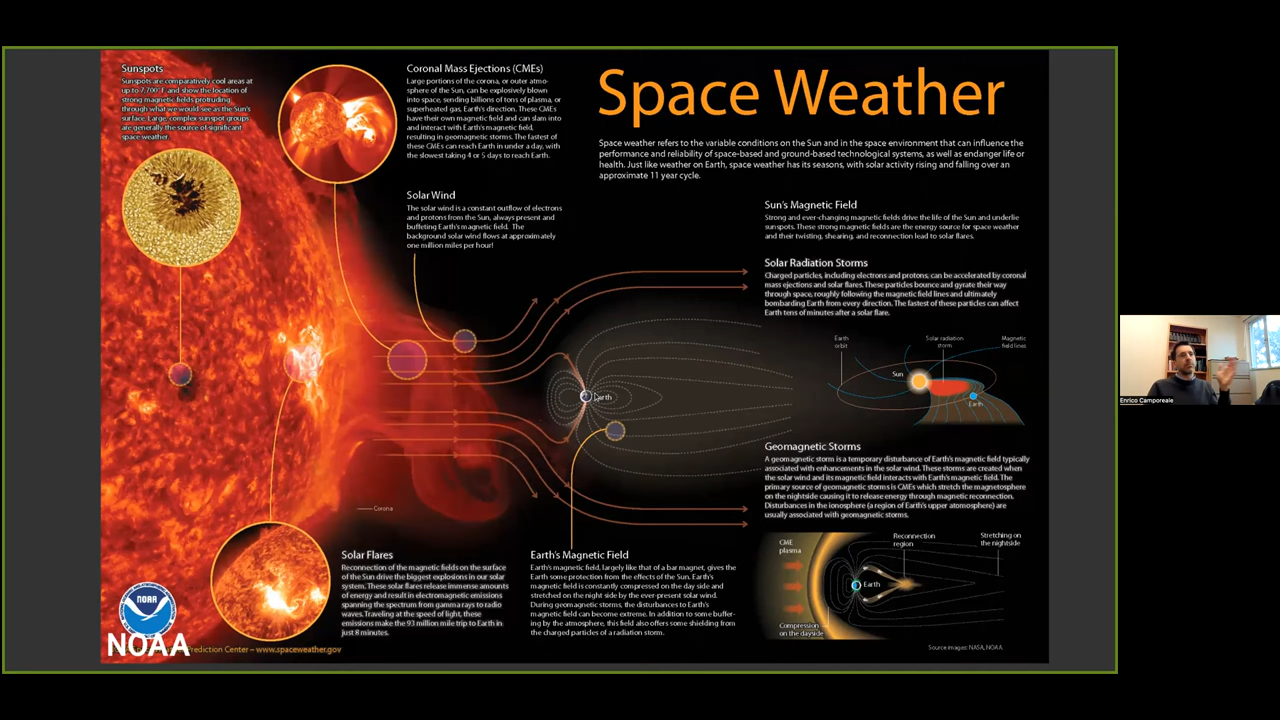 Space Weather
Space weather refers to the variable conditions on the Sun and in the space environment that can influence the
performance and reliability of space-based and ground-based technological systems, as well as endanger life or
health. Just like weather on Earth, space weather has its seasons, with solar activity rising and falling over an
approximate 11 year cycle.
Sunspots
Sunspots are comparatively cool areas at
up to 7,700° F and show the location of
strong magnetic fields protruding
through what we would see as the Sun's
surface. Large, complex sunspot groups
are generally the source of significant
space weather.
Coronal Mass Ejections (CMEs)
Large portions of the corona, or outer atmo-
sphere of the Sun, can be explosively blown
into space, sending billions of tons of plasma, or
superheated gas, Earth's direction. These CMEs
have their own magnetic field and can slam into
and interact with Earth's magnetic field,
resulting in geomagnetic storms. The fastest of
these CMEs can reach Earth in under a day, with
the slowest taking 4 or 5 days to reach Earth.
Solar Wind
The solar wind is a constant outflow of electrons
and protons from the Sun, always present and
buffeting Earth's magnetic field. The
background solar wind flows at approximately
one million miles per hour!
Sun's Magnetic Field
Strong and ever-changing magnetic fields drive the life of the Sun and underlie
sunspots. These strong magnetic fields are the energy source for space weather
and their twisting, shearing, and reconnection lead to solar flares.
Solar Radiation Storms
Charged particles, including electrons and protons, can be accelerated by coronal
mass ejections and solar flares. These particles bounce and gyrate their way
through space, roughly following the magnetic field lines and ultimately
bombarding Earth from every direction. The fastest of these particles can affect
Earth tens of minutes after a solar flare.
Earth
orbit
Solar radiation
storm
Magnetic
field lines
Sun
Earth
Earth
Corona
Geomagnetic Storms
A geomagnetic storm is a temporary disturbance of Earth's magnetic field typically
associated with enhancements in the solar wind. These storms are created when
the solar wind and its magnetic field interacts with Earth's magnetic field. The
primary source of geomagnetic storms is CMEs which stretch the magnetosphere
on the nightside causing it to release energy through magnetic reconnection.
Disturbances in the ionosphere (a region of Earth's upper atomosphere) are
usually associated with geomagnetic storms.
CME
plasma
Reconnection
region
Stretching on
the nightside
Earth
Compression
on the dayside
Solar Flares
Reconnection of the magnetic fields on the surface
of the Sun drive the biggest explosions in our solar
system. These solar flares release immense amounts
of energy and result in electromagnetic emissions
spanning the spectrum from gamma rays to radio
waves. Traveling at the speed of light, these
emissions make the 93 million mile trip to Earth in
just 8 minutes.
Earth's Magnetic Field
Earth's magnetic field, largely like that of a bar magnet, gives the
Earth some protection from the effects of the Sun. Earth's
magnetic field is constantly compressed on the day side and
stretched on the night side by the ever-present solar wind.
During geomagnetic storms, the disturbances to Earth's
magnetic field can become extreme. In addition to some buffer-
ing by the atmosphere, this field also offers some shielding from
the charged particles of a radiation storm.
NOAA
NOAA
Prediction Center – www.spaceweather.gov
Source images: NASA, NOAA.
Enrico Camporeale